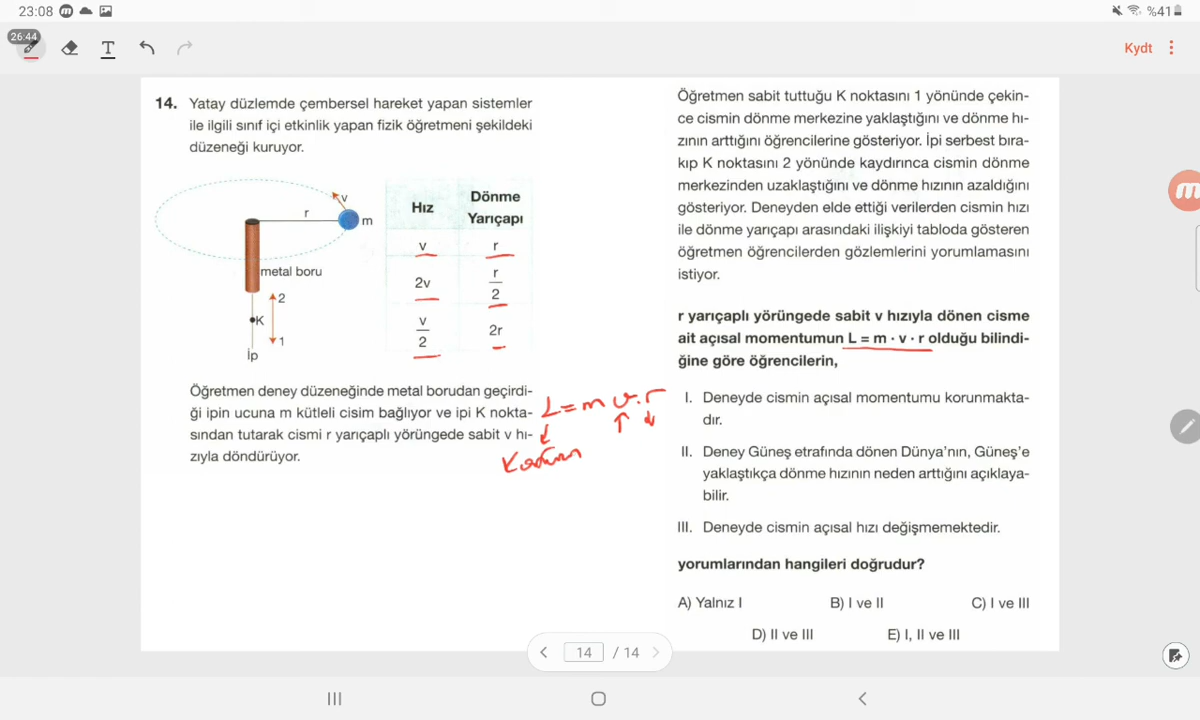 23:08
%41
26:44
T
Kydt
14. Yatay düzlemde çembersel hareket yapan sistemler
ile ilgili sınıf içi etkinlik yapan fizik öğretmeni şekildeki
düzeneği kuruyor.
v
r
m
metal boru
2
K
1
İp
Hız
Dönme
Yarıçapı
v
r
2v
r
2
v
2
2r
Öğretmen deney düzeneğinde metal borudan geçirdi-
ği ipin ucuna m kütleli cisim bağlıyor ve ipi K nokta-
sından tutarak cismi r yarıçaplı yörüngede sabit v hı-
zıyla döndürüyor.
L = m v. r
Öğretmen sabit tuttuğu K noktasını 1 yönünde çekin-
ce cismin dönme merkezine yaklaştığını ve dönme hı-
zının arttığını öğrencilerine gösteriyor. İpi serbest bıra-
kıp K noktasını 2 yönünde kaydırınca cismin dönme
merkezinden uzaklaştığını ve dönme hızının azaldığını
gösteriyor. Deneyden elde ettiği verilerden cismin hızı
ile dönme yarıçapı arasındaki ilişkiyi tabloda gösteren
öğretmen öğrencilerden gözlemlerini yorumlamasını
istiyor.
r yarıçaplı yörüngede sabit v hızıyla dönen cisme
ait açısal momentumun L = m · v · r olduğu bilindi-
ğine göre öğrencilerin,
I. Deneyde cismin açısal momentumu korunmakta-
dır.
II. Deney Güneş etrafında dönen Dünya'nın, Güneş'e
yaklaştıkça dönme hızının neden arttığını açıklaya-
bilir.
III. Deneyde cismin açısal hızı değişmemektedir.
yorumlarından hangileri doğrudur?
A) Yalnız I B) I ve II C) I ve III
D) II ve III E) I, II ve III
14 / 14